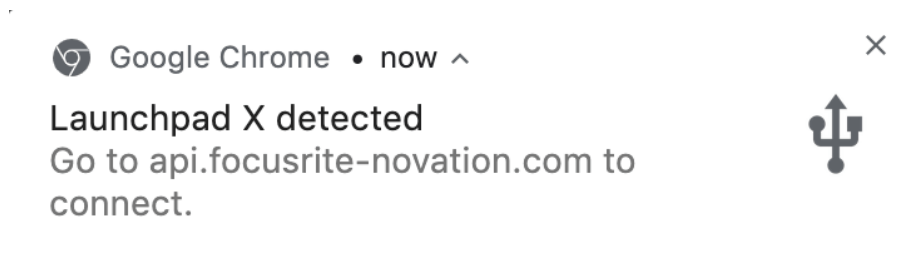 Google Chrome • now
Launchpad X detected
Go to api.focusrite-novation.com to
connect.